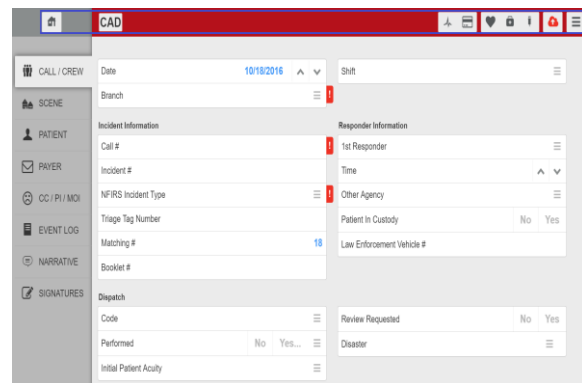 CAD
CALL / CREW
SCENE
PATIENT
PAYER
CC / PI / MOI
EVENT LOG
NARRATIVE
SIGNATURES
Date 10/18/2016
Branch !
Shift
Incident Information
Call # !
Incident #
NFIRS Incident Type !
Triage Tag Number
Matching # 18
Booklet #
Responder Information
1st Responder
Time
Other Agency
Patient In Custody No Yes
Law Enforcement Vehicle #
Dispatch
Code
Performed No Yes...
Initial Patient Acuity
Review Requested No Yes
Disaster